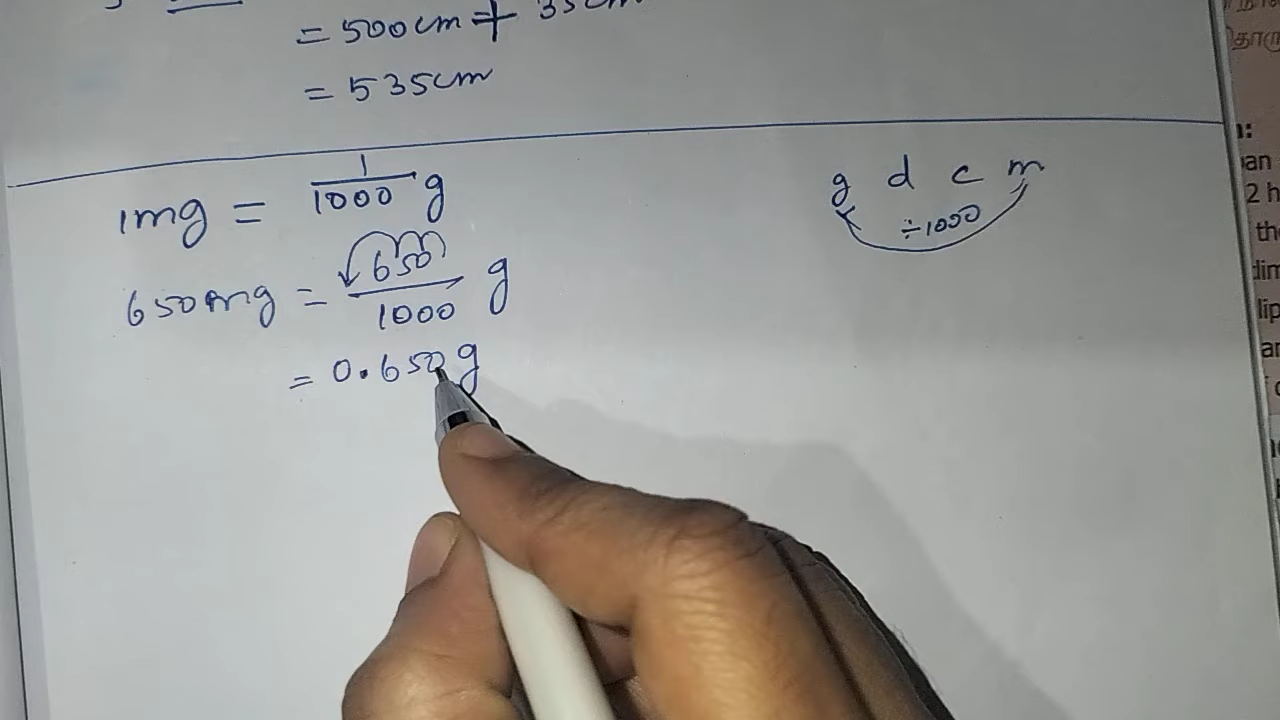 = 500cm + 35cm
= 535cm
1mg = 1/1000 g
g d c m
÷1000
650mg = 650/1000 g
= 0.650g